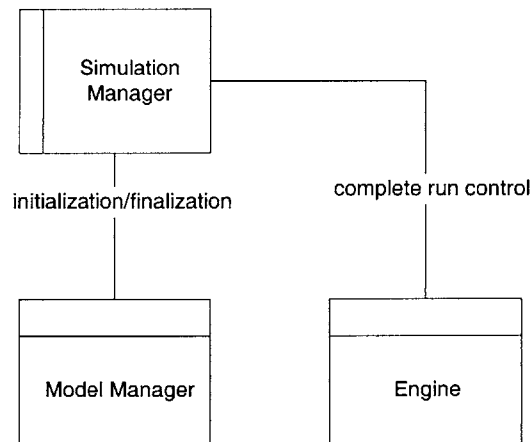 Simulation
Manager
initialization/finalization
complete run control
Model Manager
Engine